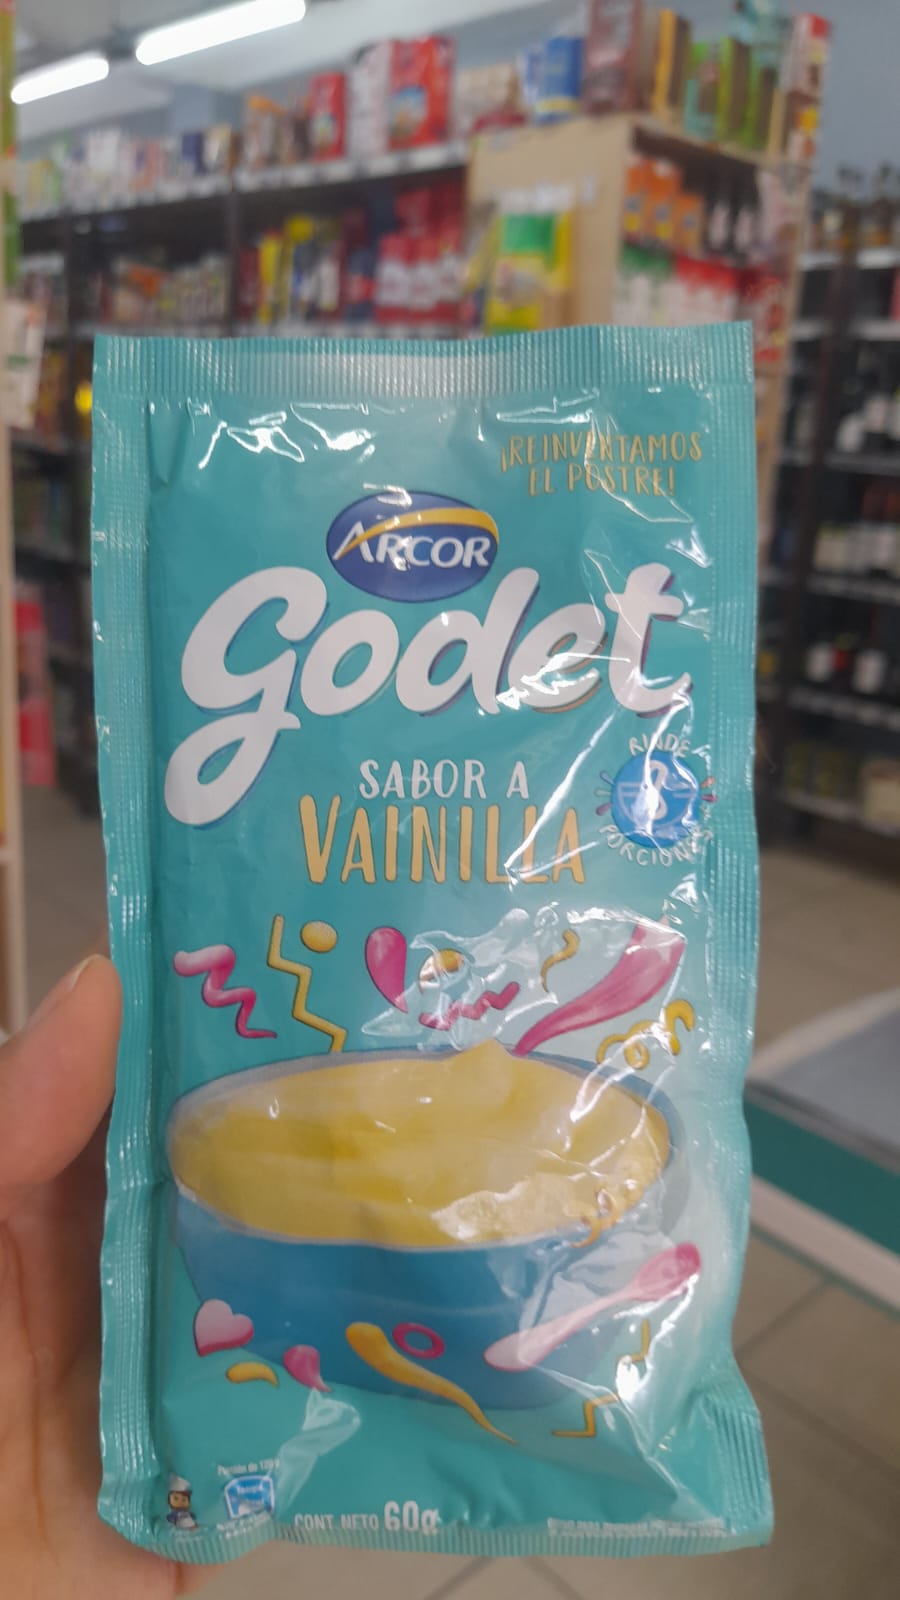 ¡REINVENTAMOS
EL POSTRE!
ARCOR
Godet
SABOR A
VAINILLA
RINDE
8
PORCIONES
CONT. NETO 60g